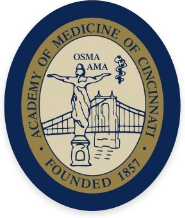 ACADEMY OF MEDICINE OF CINCINNATI
OSMA
AMA
• FOUNDED 1857 •